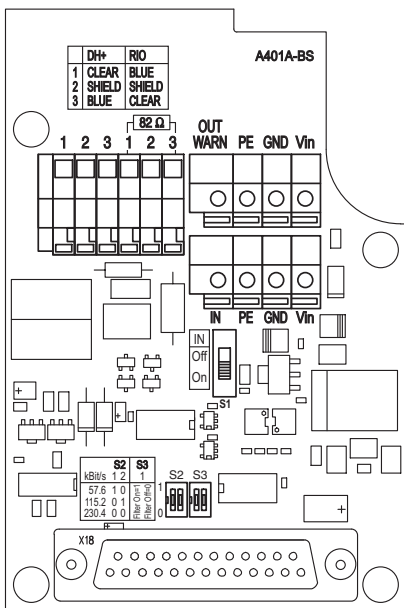 DH+ RIO
A401A-BS
1 CLEAR BLUE
2 SHIELD SHIELD
3 BLUE CLEAR
82 Ω
1 2 3 1 2 3
OUT
WARN PE GND Vin
IN PE GND Vin
IN
Off
On
S1
S2 S3
kBit/s 1 2 1
57.6 1 0
115.2 0 1
230.4 0 0
Filter On=1
Filter Off=0
1
0
S2 S3
+
+
+
X18